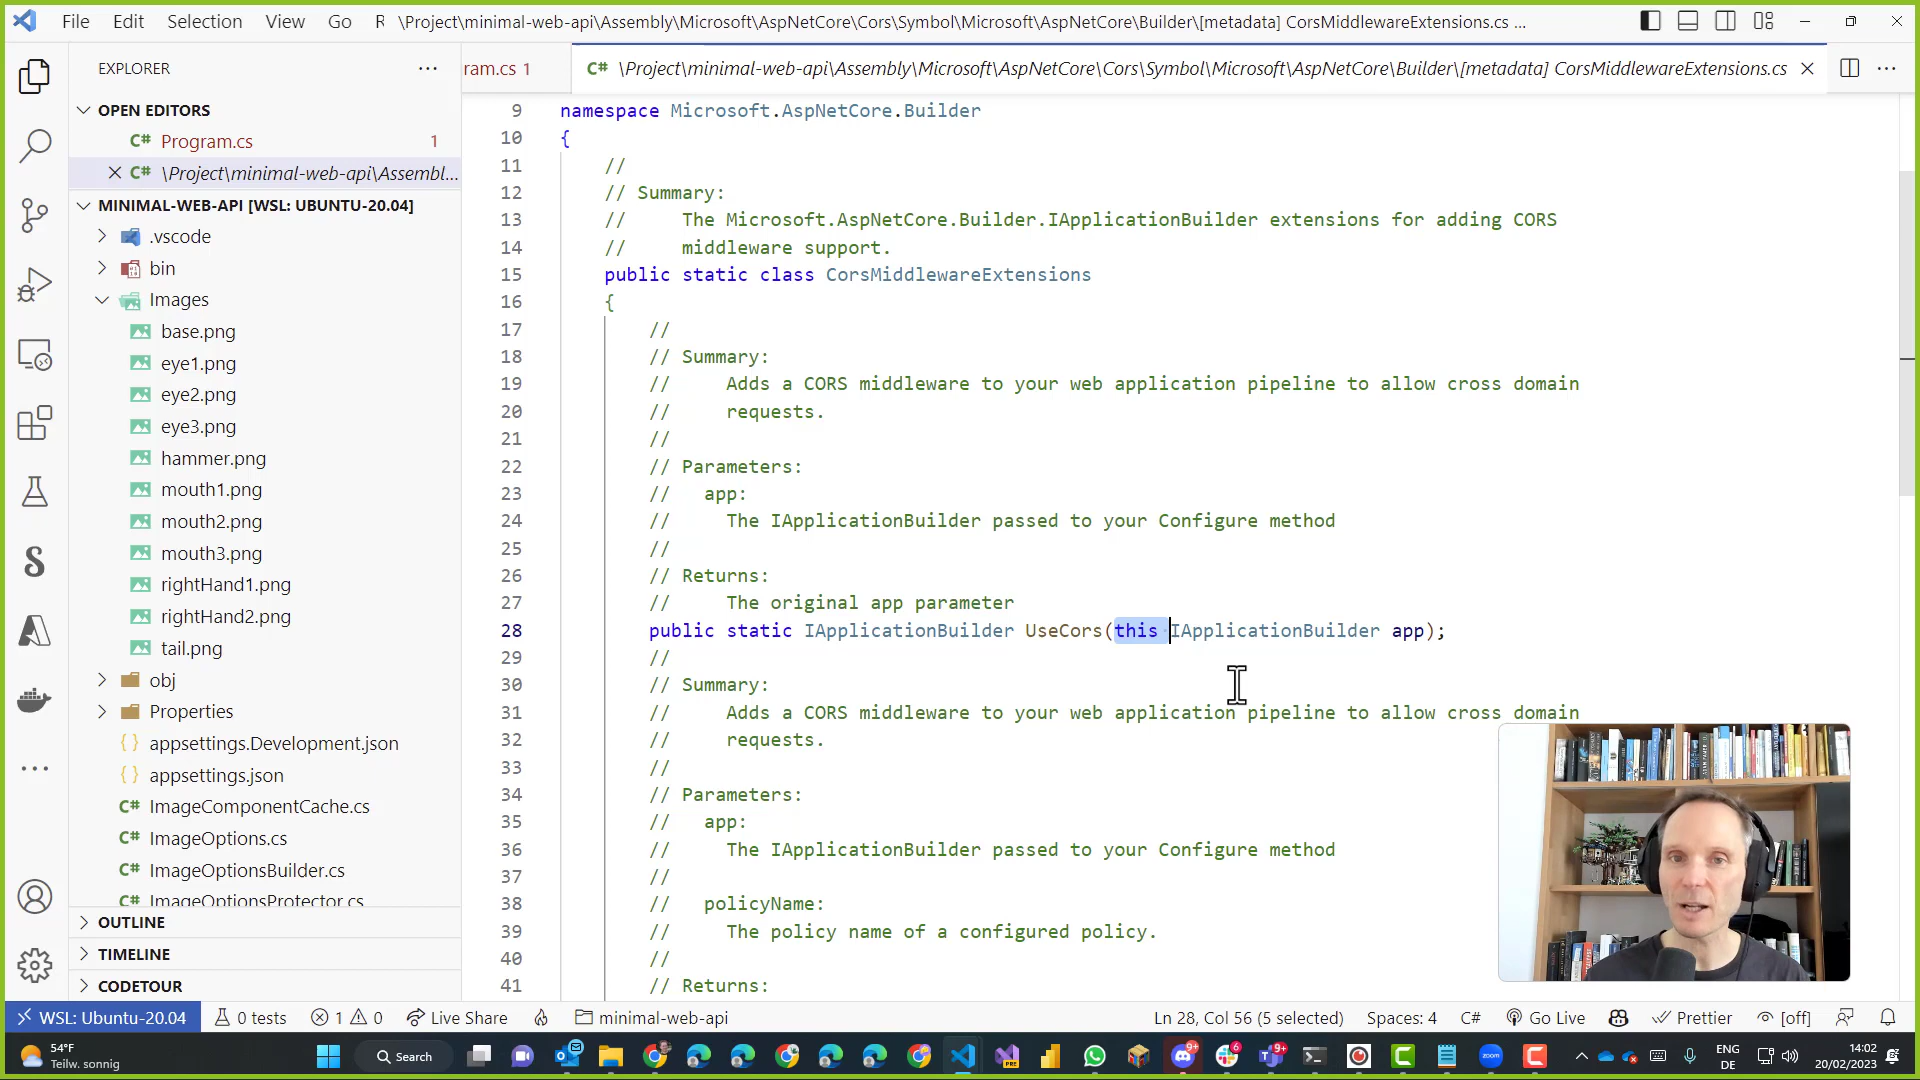 File Edit Selection View Go R \Project\minimal-web-api\Assembly\Microsoft\AspNetCore\Cors\Symbol\Microsoft\AspNetCore\Builder\[metadata] CorsMiddlewareExtensions.cs ...
EXPLORER
ram.cs 1
C# \Project\minimal-web-api\Assembly\Microsoft\AspNetCore\Cors\Symbol\Microsoft\AspNetCore\Builder\[metadata] CorsMiddlewareExtensions.cs
OPEN EDITORS
C# Program.cs 1
C# \Project\minimal-web-api\Assembl...
MINIMAL-WEB-API [WSL: UBUNTU-20.04]
.vscode
bin
Images
base.png
eye1.png
eye2.png
eye3.png
hammer.png
mouth1.png
mouth2.png
mouth3.png
rightHand1.png
rightHand2.png
tail.png
obj
Properties
{} appsettings.Development.json
{} appsettings.json
C# ImageComponentCache.cs
C# ImageOptions.cs
C# ImageOptionsBuilder.cs
C# ImageOptionsProtector.cs
OUTLINE
TIMELINE
CODETOUR
9 namespace Microsoft.AspNetCore.Builder
10 {
11 //
12 // Summary:
13 // The Microsoft.AspNetCore.Builder.IApplicationBuilder extensions for adding CORS
14 // middleware support.
15 public static class CorsMiddlewareExtensions
16 {
17 //
18 // Summary:
19 // Adds a CORS middleware to your web application pipeline to allow cross domain
20 // requests.
21 //
22 // Parameters:
23 // app:
24 // The IApplicationBuilder passed to your Configure method
25 //
26 // Returns:
27 // The original app parameter
28 public static IApplicationBuilder UseCors(this IApplicationBuilder app);
29 //
30 // Summary:
31 // Adds a CORS middleware to your web application pipeline to allow cross domain
32 // requests.
33 //
34 // Parameters:
35 // app:
36 // The IApplicationBuilder passed to your Configure method
37 //
38 // policyName:
39 // The policy name of a configured policy.
40 //
41 // Returns:
WSL: Ubuntu-20.04 0 tests 1 0 Live Share minimal-web-api Ln 28, Col 56 (5 selected) Spaces: 4 C# Go Live Prettier [off]
54°F
Teilw. sonnig
Search
ENG
DE
14:02
20/02/2023